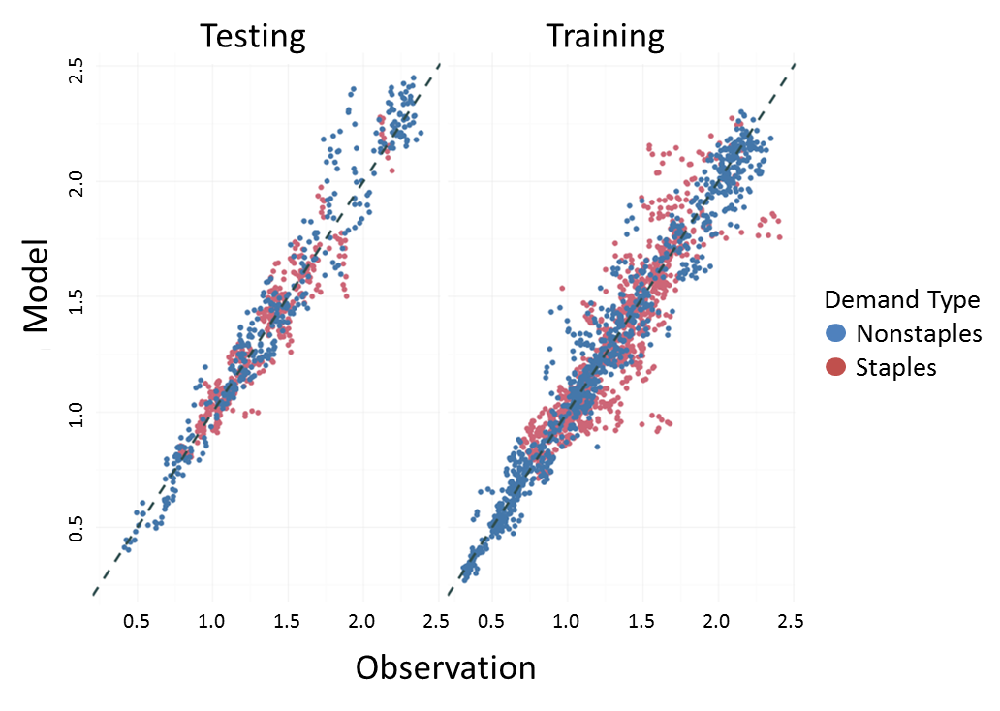 Testing
Training
Model
2.5
2.0
1.5
1.0
0.5
0.5 1.0 1.5 2.0 2.5
0.5 1.0 1.5 2.0 2.5
Observation
Demand Type
Nonstaples
Staples